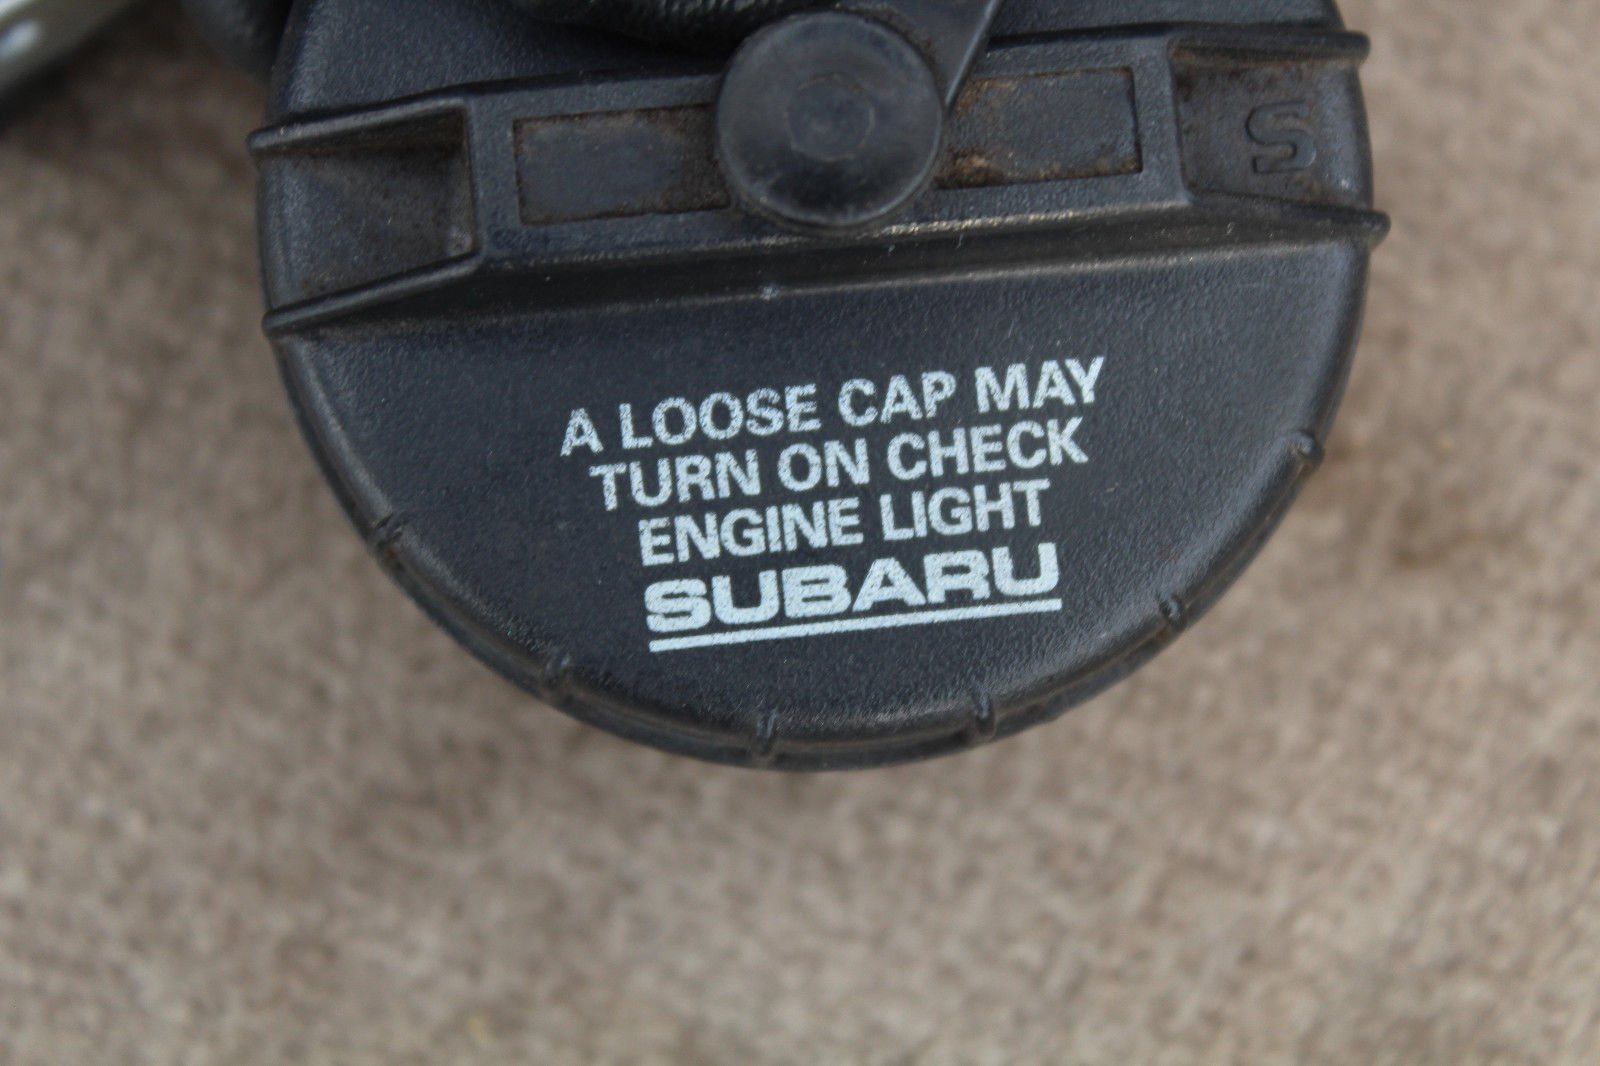 S
A LOOSE CAP MAY
TURN ON CHECK
ENGINE LIGHT
SUBARU